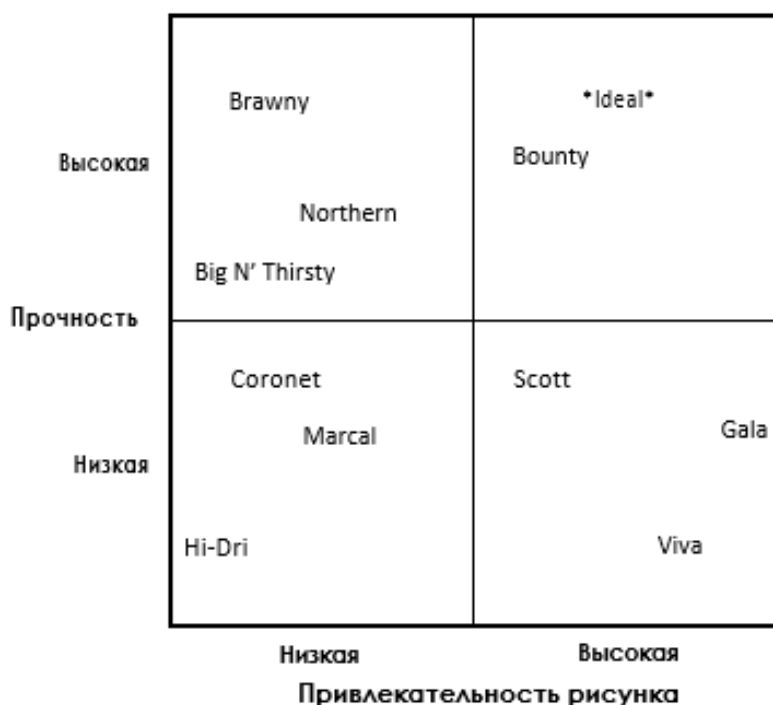 Brawny
*Ideal*
Высокая
Bounty
Northern
Big N’ Thirsty
Прочность
Coronet
Scott
Marcal
Gala
Низкая
Hi-Dri
Viva
Низкая
Высокая
Привлекательность рисунка